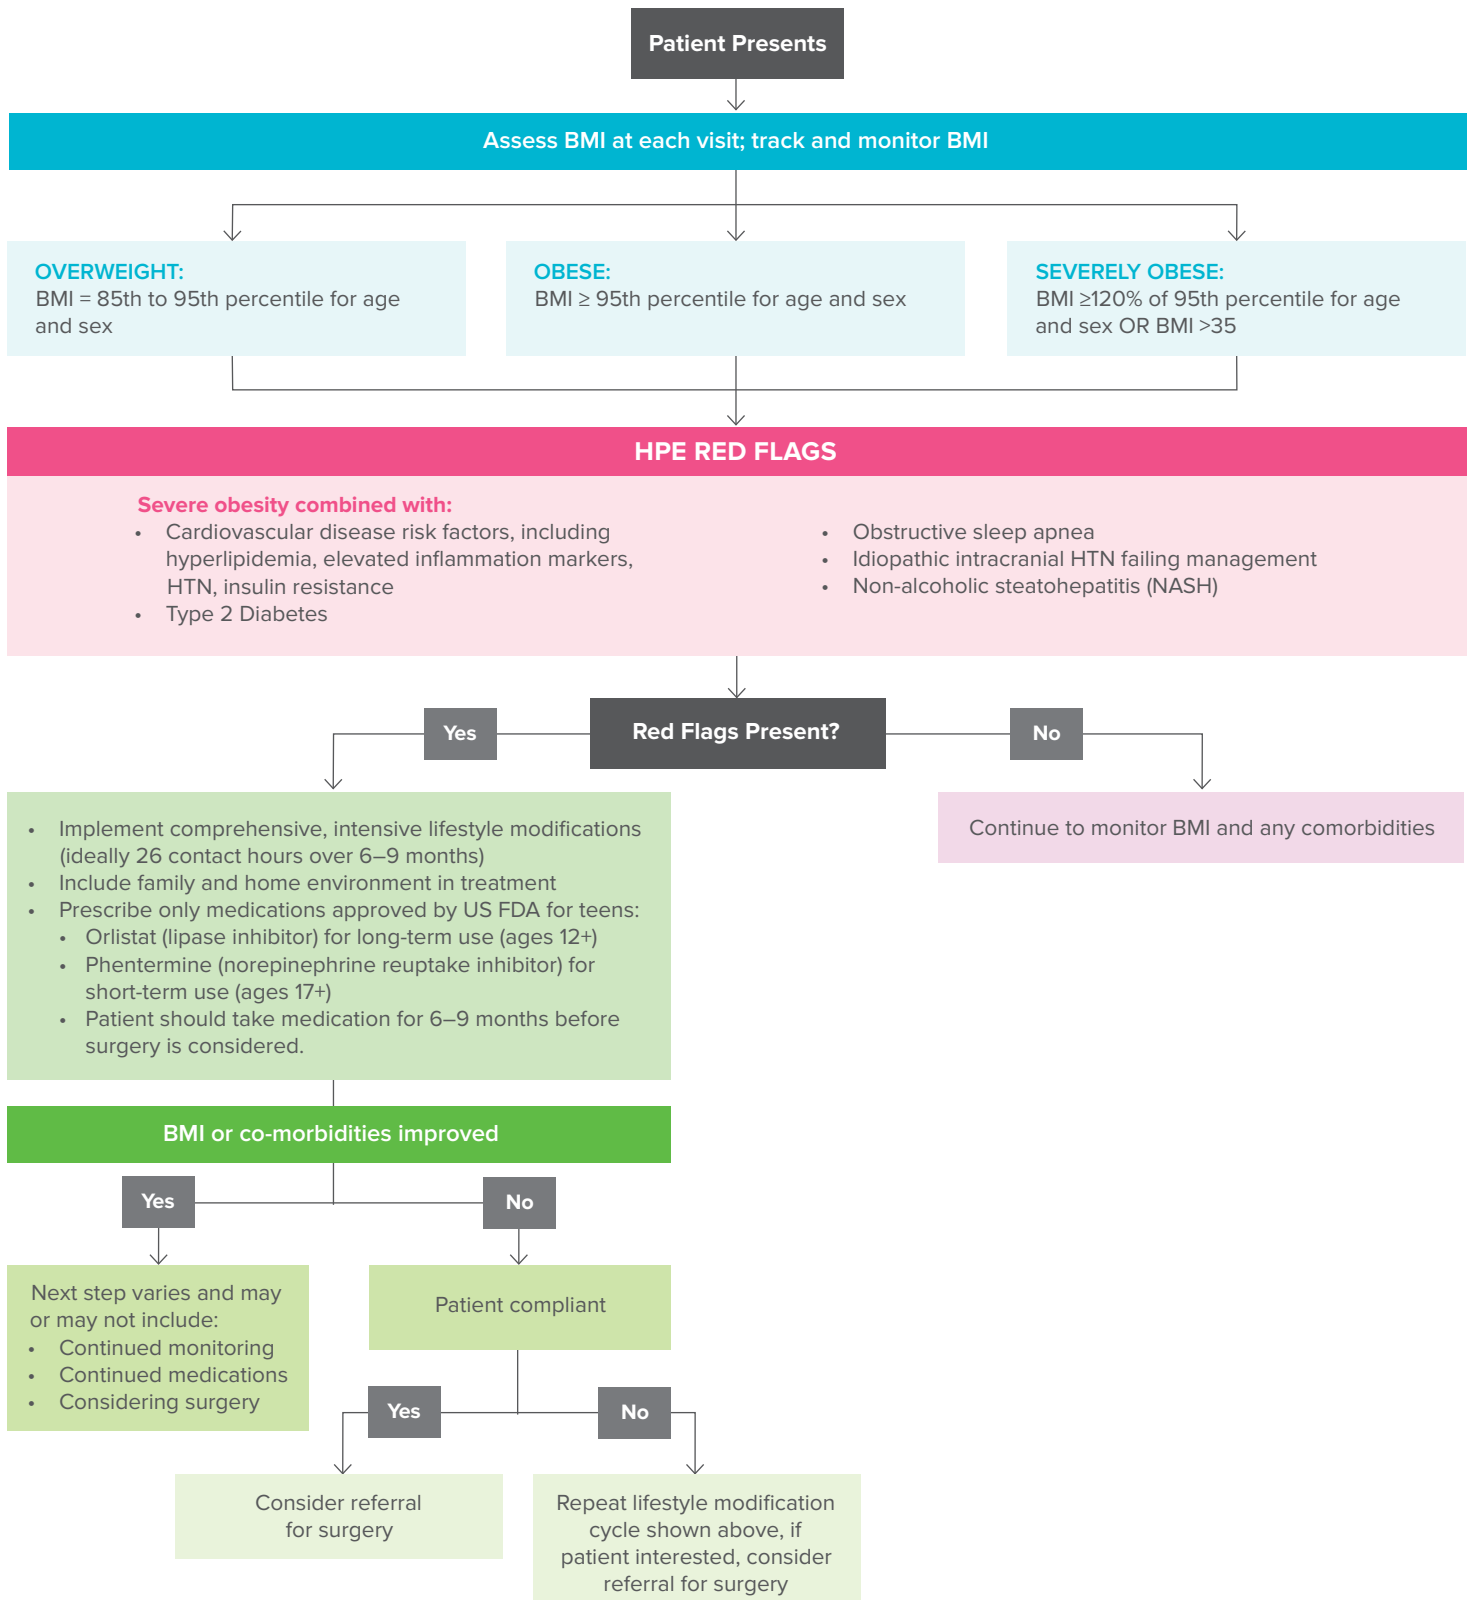 Patient Presents
Assess BMI at each visit; track and monitor BMI
OVERWEIGHT:
BMI = 85th to 95th percentile for age
and sex
OBESE:
BMI ≥ 95th percentile for age and sex
SEVERELY OBESE:
BMI ≥120% of 95th percentile for age
and sex OR BMI >35
HPE RED FLAGS
Severe obesity combined with:
• Cardiovascular disease risk factors, including
hyperlipidemia, elevated inflammation markers,
HTN, insulin resistance
• Type 2 Diabetes
• Obstructive sleep apnea
• Idiopathic intracranial HTN failing management
• Non-alcoholic steatohepatitis (NASH)
Red Flags Present?
Yes
No
• Implement comprehensive, intensive lifestyle modifications
(ideally 26 contact hours over 6–9 months)
• Include family and home environment in treatment
• Prescribe only medications approved by US FDA for teens:
• Orlistat (lipase inhibitor) for long-term use (ages 12+)
• Phentermine (norepinephrine reuptake inhibitor) for
short-term use (ages 17+)
• Patient should take medication for 6–9 months before
surgery is considered.
Continue to monitor BMI and any comorbidities
BMI or co-morbidities improved
Yes
No
Next step varies and may
or may not include:
• Continued monitoring
• Continued medications
• Considering surgery
Patient compliant
Yes
No
Consider referral
for surgery
Repeat lifestyle modification
cycle shown above, if
patient interested, consider
referral for surgery